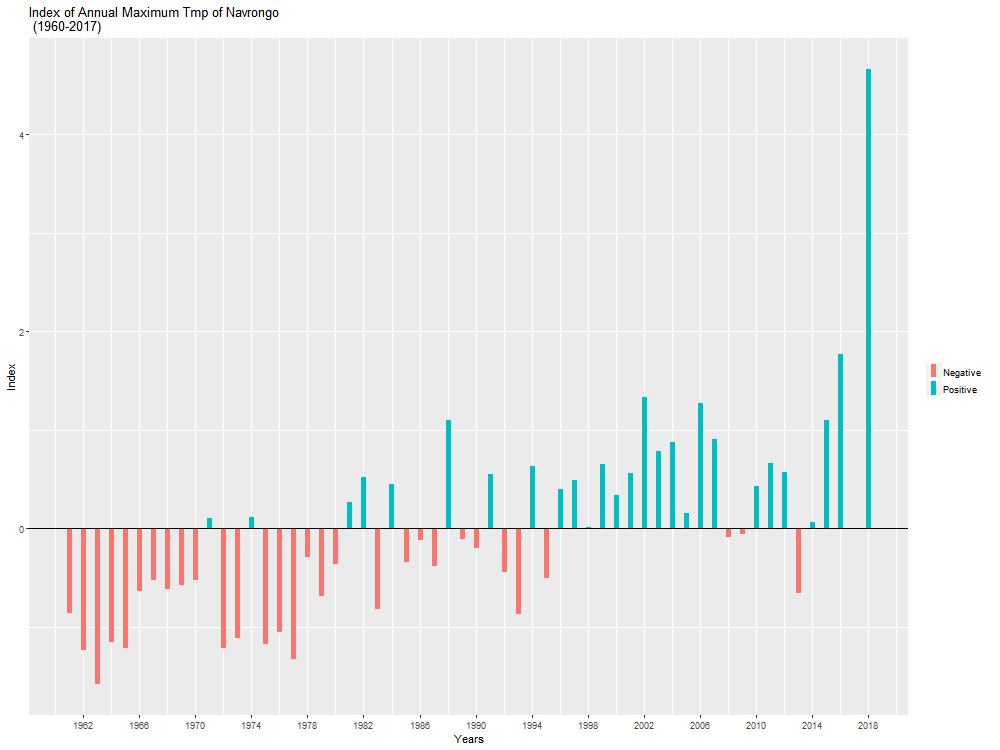 Index of Annual Maximum Tmp of Navrongo
(1960-2017)
4
2
0
Index
1962 1966 1970 1974 1978 1982 1986 1990 1994 1998 2002 2006 2010 2014 2018
Years
Negative
Positive